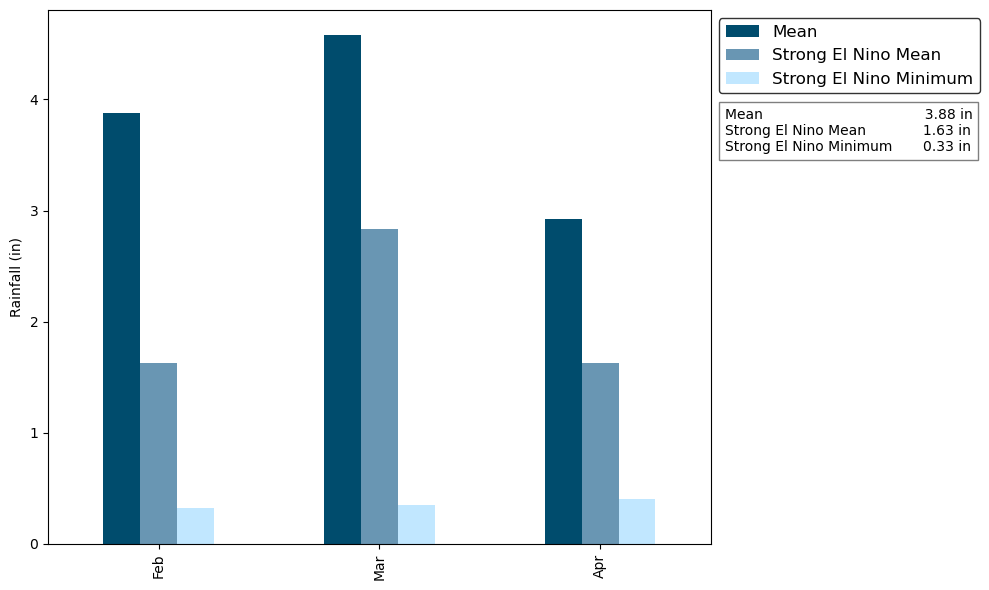 Mean
Strong El Nino Mean
Strong El Nino Minimum
Mean 3.88 in
Strong El Nino Mean 1.63 in
Strong El Nino Minimum 0.33 in
Rainfall (in)
4
3
2
1
0
Feb
Mar
Apr